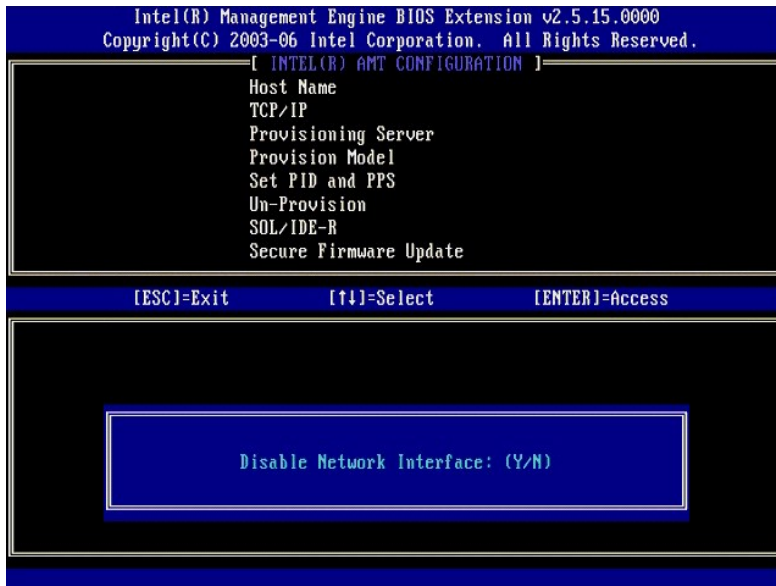 Intel(R) Management Engine BIOS Extension v2.5.15.0000
Copyright(C) 2003-06 Intel Corporation.  All Rights Reserved.
[ INTEL(R) AMT CONFIGURATION ]
Host Name
TCP/IP
Provisioning Server
Provision Model
Set PID and PPS
Un-Provision
SOL/IDE-R
Secure Firmware Update
[ESC]=Exit [↑↓]=Select [ENTER]=Access
Disable Network Interface: (Y/N)